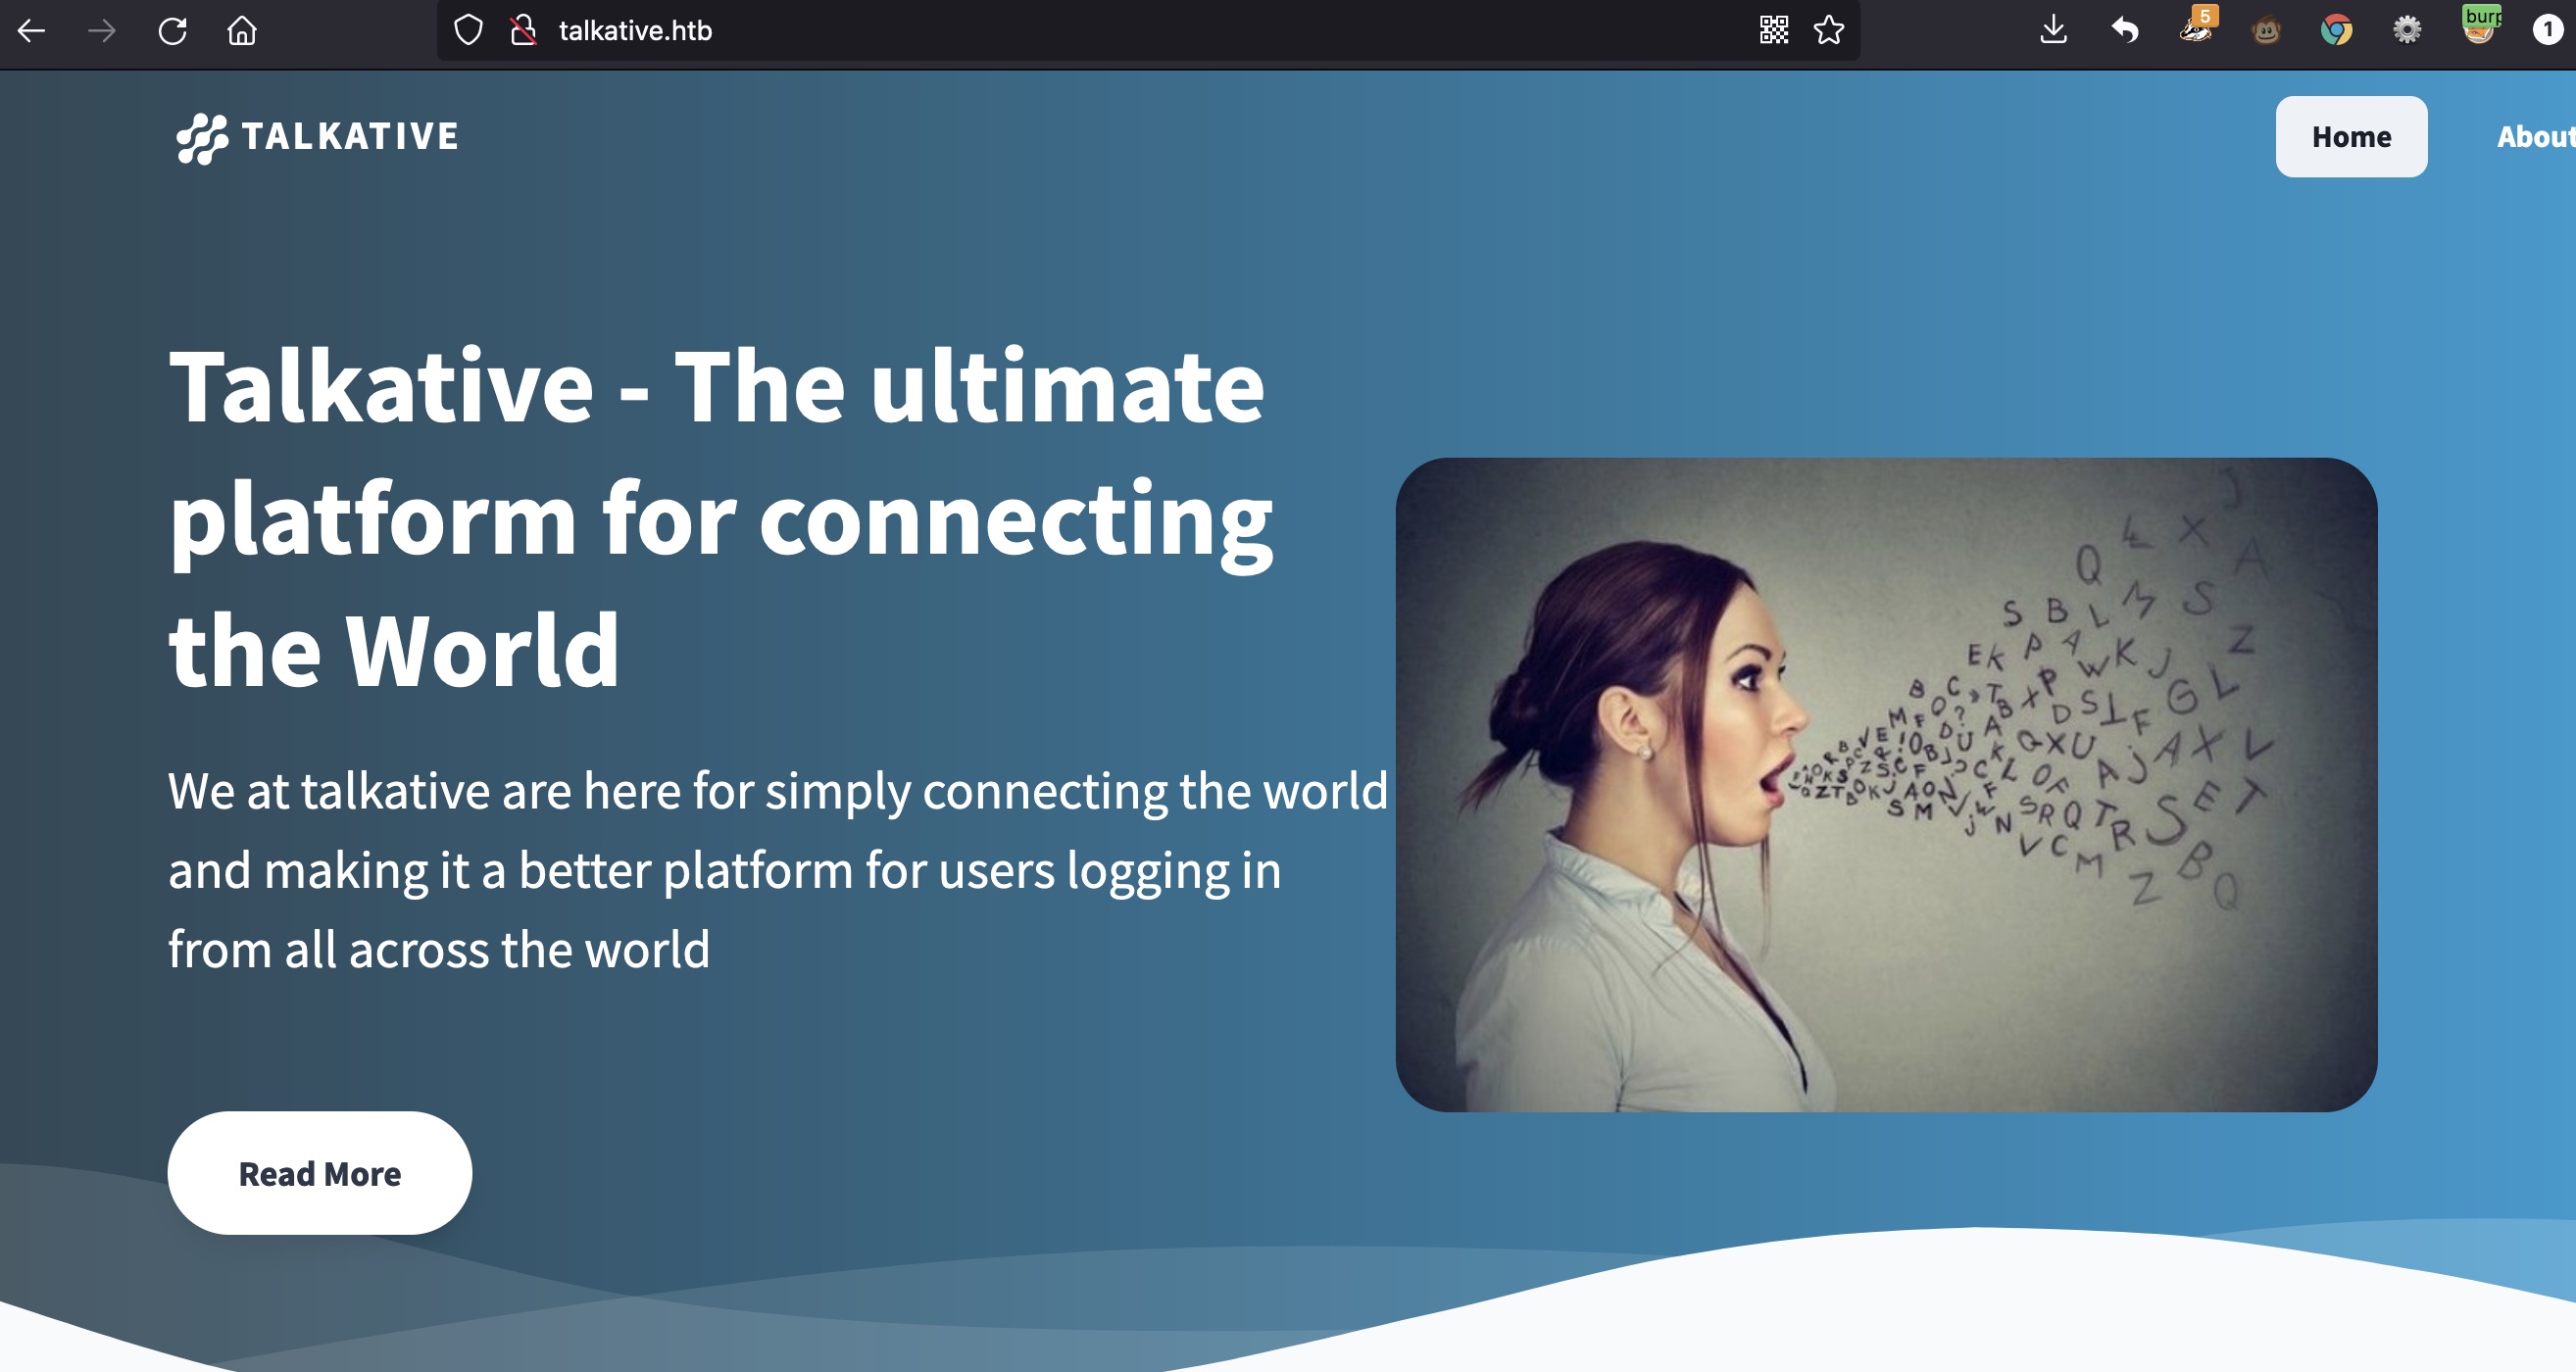 talkative.htb
5
burp
1
TALKATIVE
Home
About
Talkative - The ultimate
platform for connecting
the World
We at talkative are here for simply connecting the world
and making it a better platform for users logging in
from all across the world
Read More